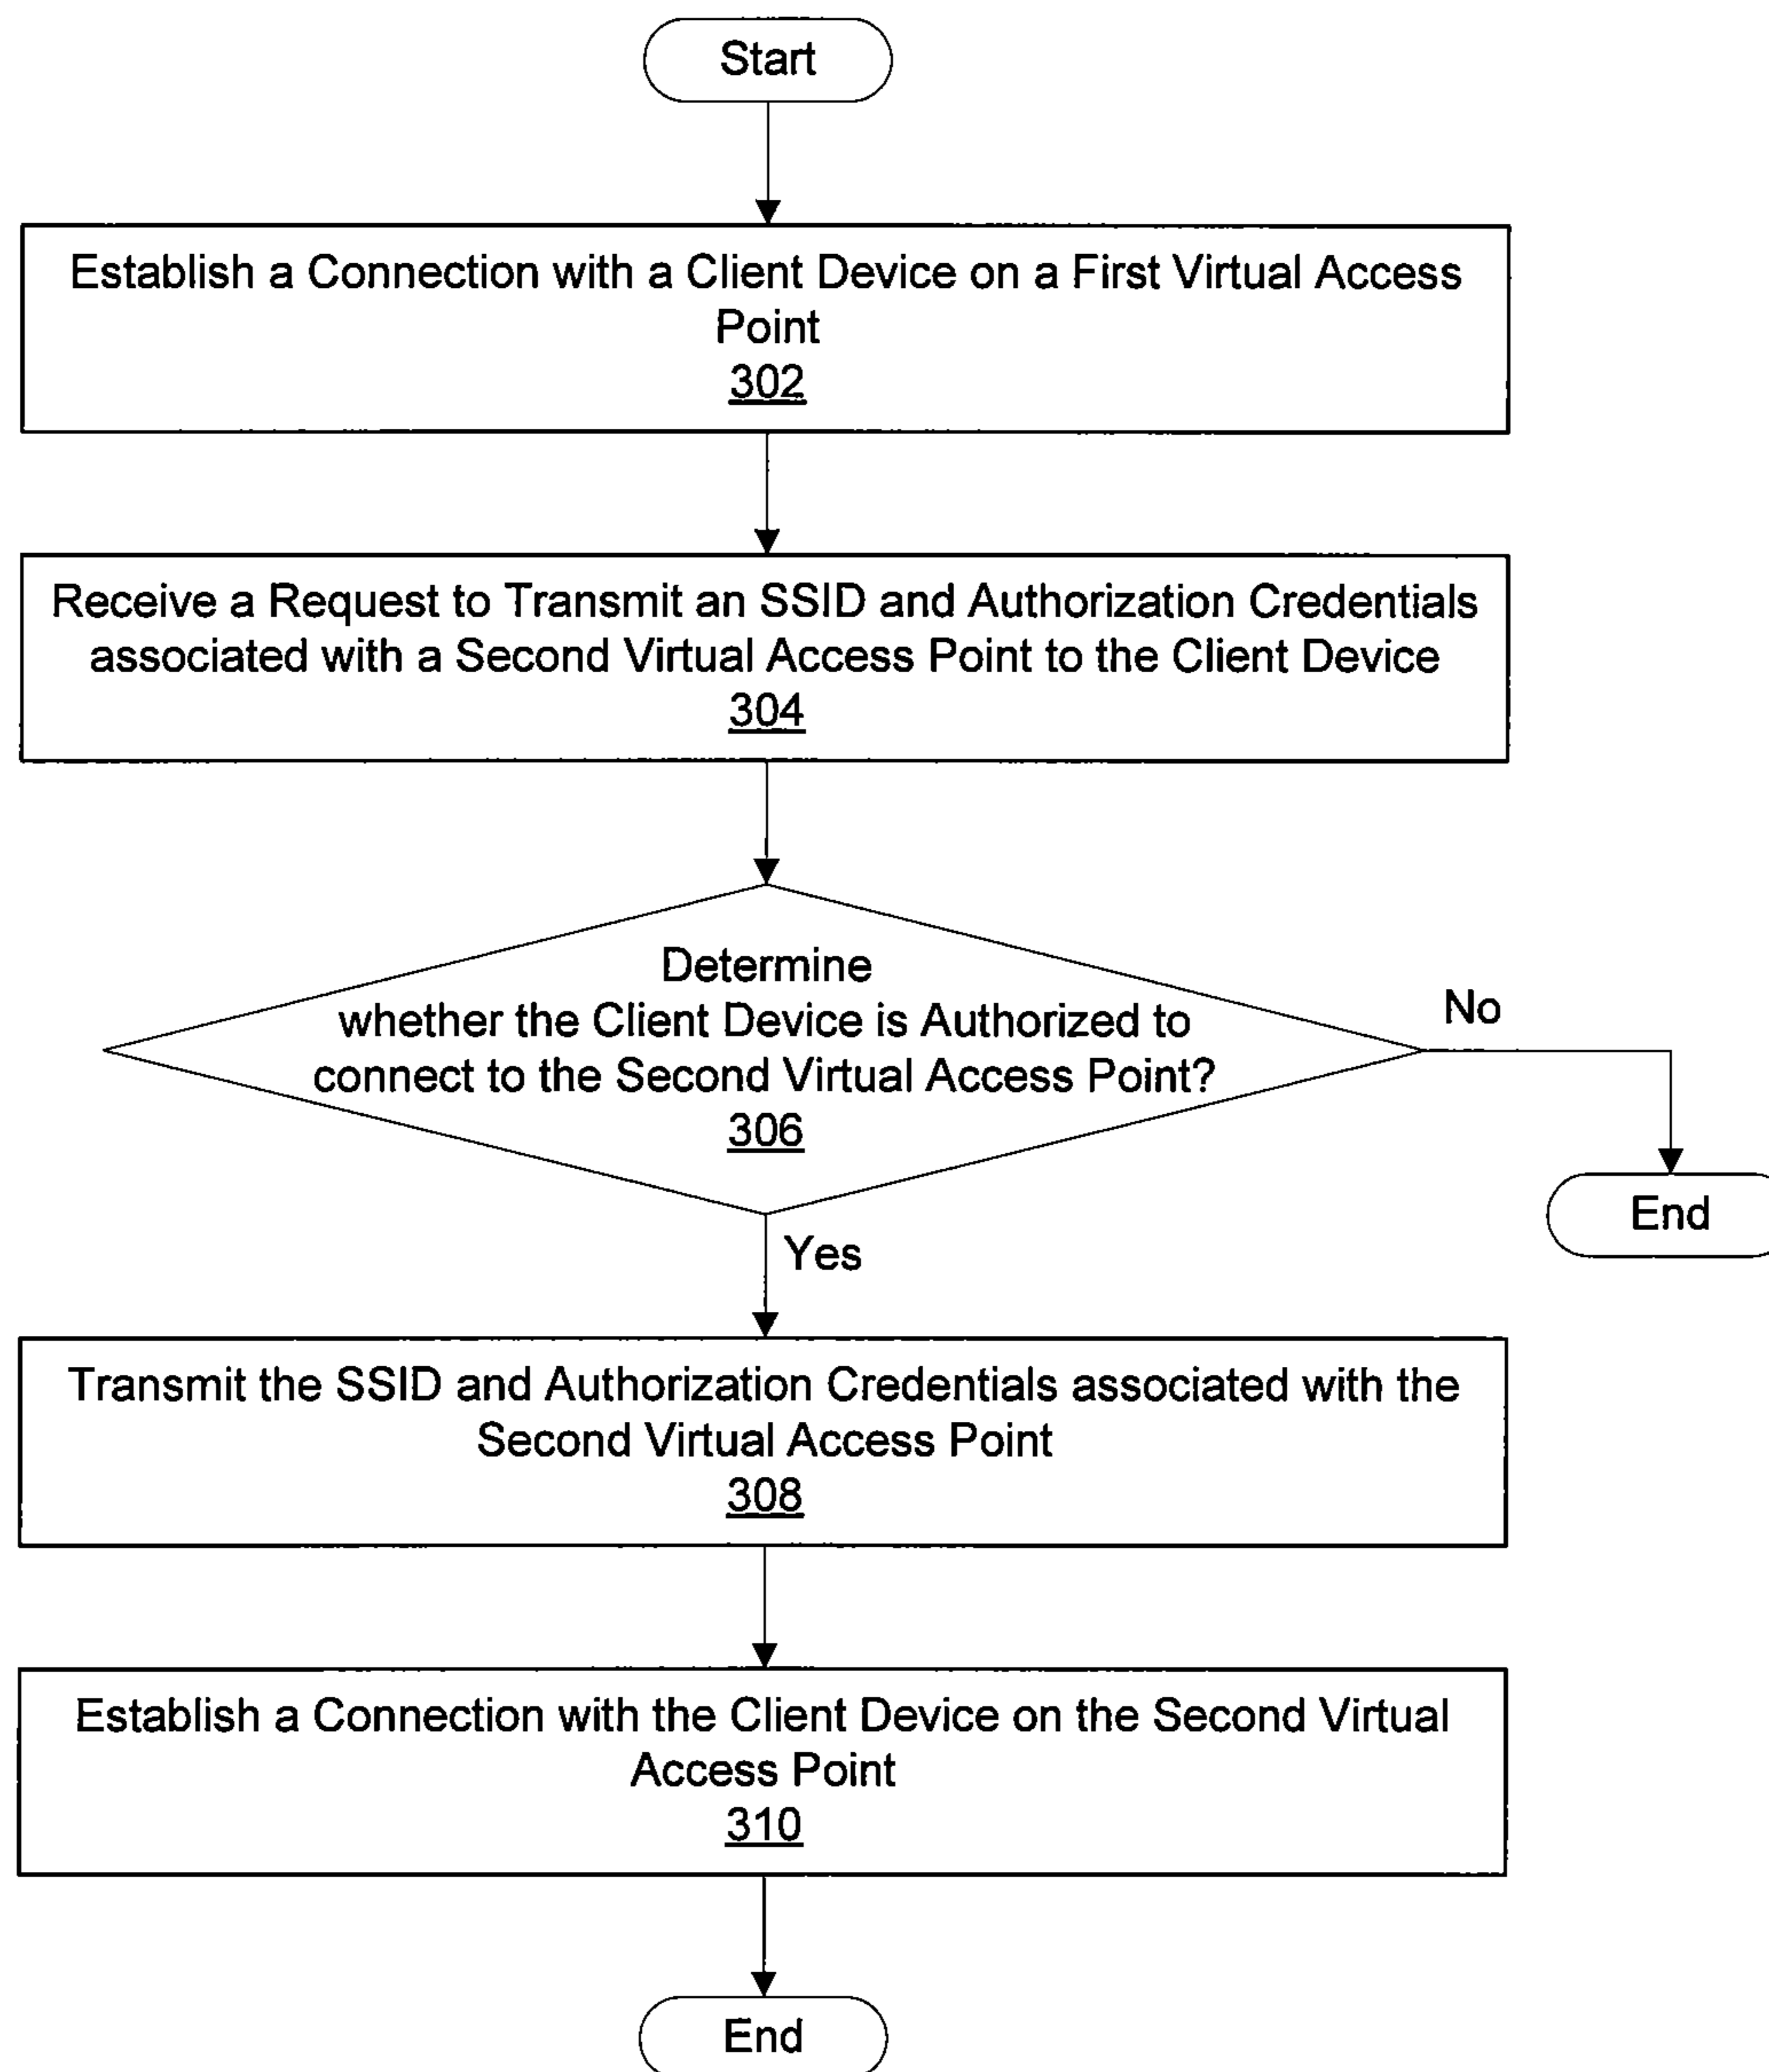 Start
Establish a Connection with a Client Device on a First Virtual Access
Point
302
Receive a Request to Transmit an SSID and Authorization Credentials
associated with a Second Virtual Access Point to the Client Device
304
Determine
whether the Client Device is Authorized to
connect to the Second Virtual Access Point?
306
No
End
Yes
Transmit the SSID and Authorization Credentials associated with the
Second Virtual Access Point
308
Establish a Connection with the Client Device on the Second Virtual
Access Point
310
End